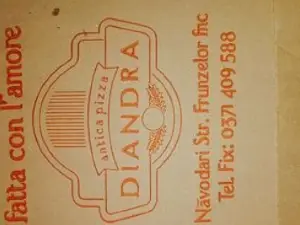 fatta con l'amore
antica pizza
DIANDRA
Năvodari Str. Frunzelor fnc
Tel. Fix: 0371 409 588